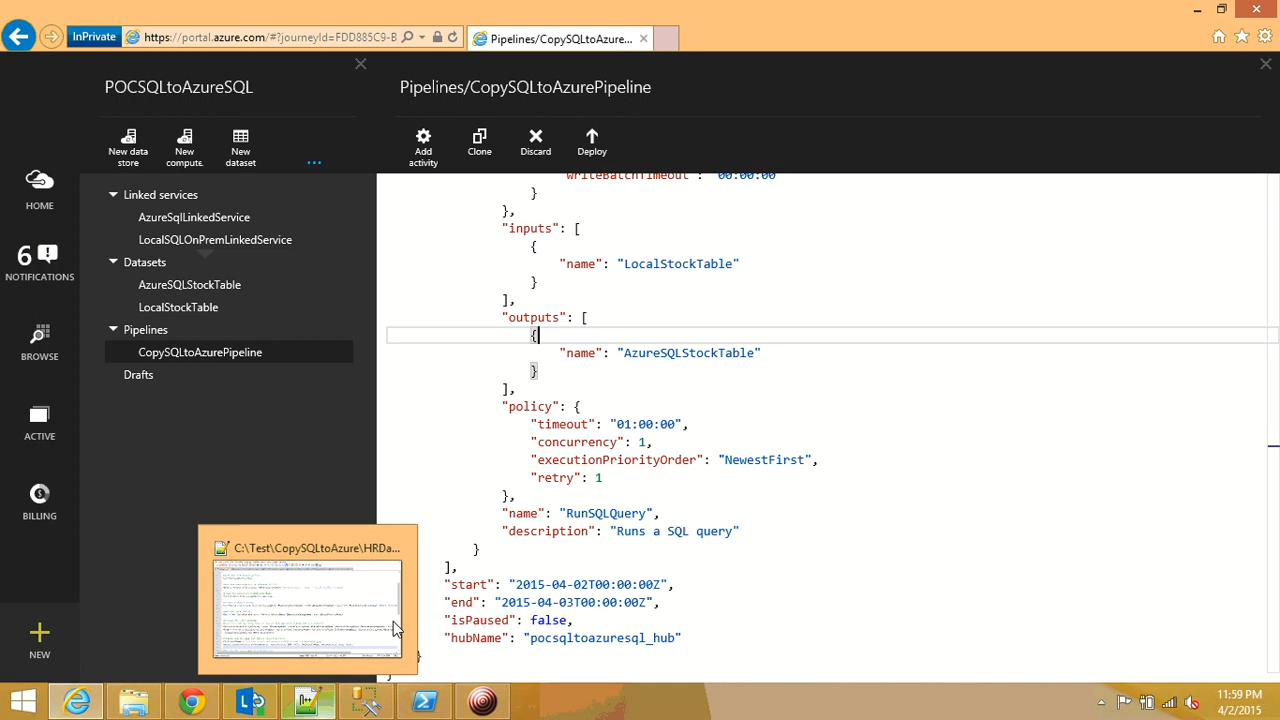 InPrivate
https://portal.azure.com/#?journeyId=FDD885C9-B
Pipelines/CopySQLtoAzure...
POCSQLtoAzureSQL
Pipelines/CopySQLtoAzurePipeline
New data store
New compute.
New dataset
...
Add activity
Clone
Discard
Deploy
HOME
6
NOTIFICATIONS
BROWSE
ACTIVE
BILLING
NEW
Linked services
AzureSqlLinkedService
LocalSQLOnPremLinkedService
Datasets
AzureSQLStockTable
LocalStockTable
Pipelines
CopySQLtoAzurePipeline
Drafts
"writeBatchTimeout": "00:00:00"
}
},
"inputs": [
{
"name": "LocalStockTable"
}
],
"outputs": [
{
"name": "AzureSQLStockTable"
}
],
"policy": {
"timeout": "01:00:00",
"concurrency": 1,
"executionPriorityOrder": "NewestFirst",
"retry": 1
},
"name": "RunSQLQuery",
"description": "Runs a SQL query"
}
],
"start": "2015-04-02T00:00:00Z",
"end": "2015-04-03T00:00:00Z",
"isPaused": false,
"hubName": "pocsqltoazuresql_hub"
}
C:\Test\CopySQLtoAzure\HRDa...
11:59 PM
4/2/2015